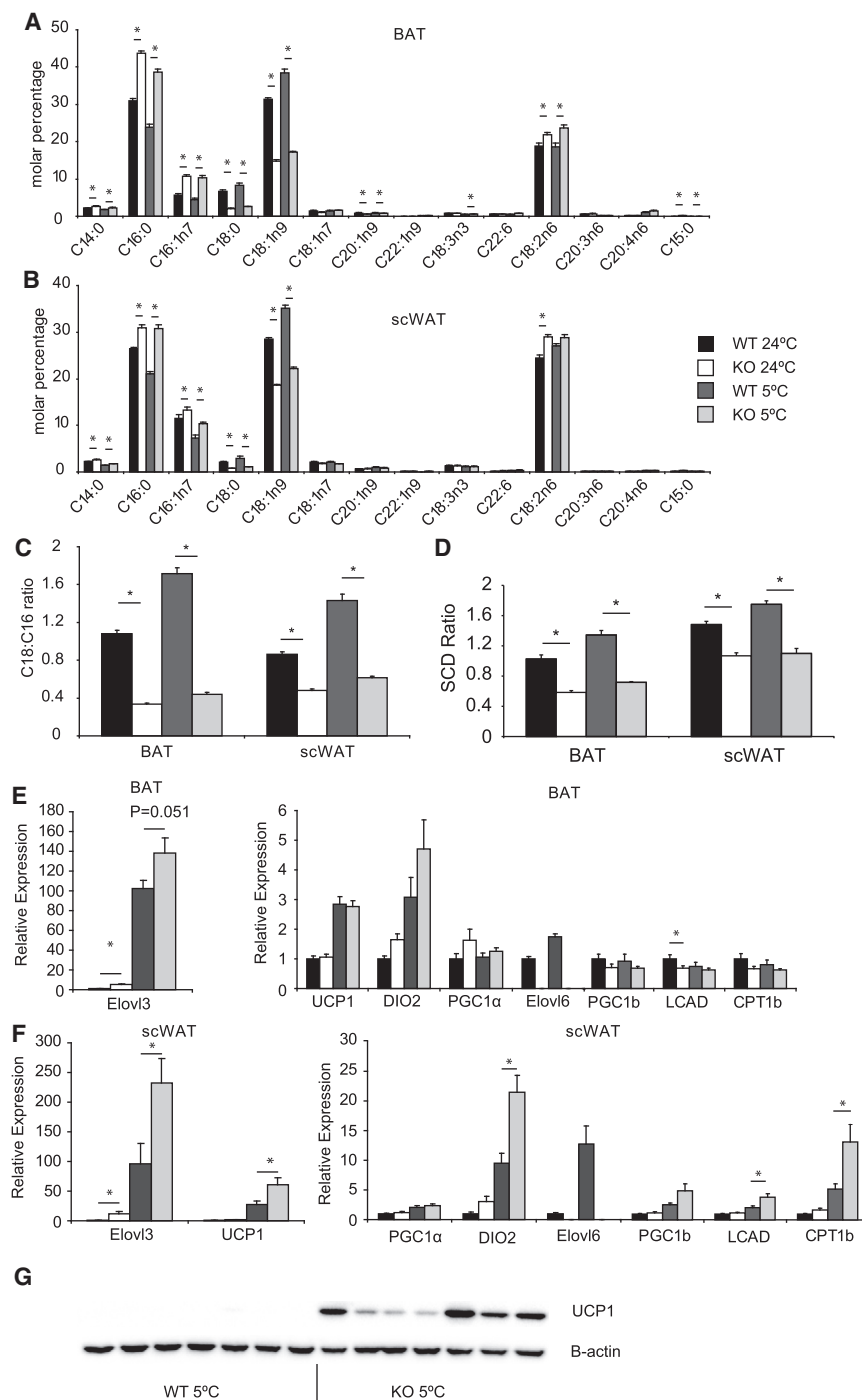 A
BAT
molar percentage
50
40
30
20
10
0
* * * * * * * * * * * * * * * * * *
C14:0 C16:0 C16:1n7 C18:0 C18:1n9 C18:1n7 C20:1n9 C22:1n9 C18:3n3 C22:6 C18:2n6 C20:3n6 C20:4n6 C15:0
B
scWAT
molar percentage
40
30
20
10
0
* * * * * * * * * * *
C14:0 C16:0 C16:1n7 C18:0 C18:1n9 C18:1n7 C20:1n9 C22:1n9 C18:3n3 C22:6 C18:2n6 C20:3n6 C20:4n6 C15:0
WT 24ºC
KO 24ºC
WT 5ºC
KO 5ºC
C
C18:C16 ratio
2
1.6
1.2
0.8
0.4
0
* * * *
BAT scWAT
D
SCD Ratio
2
1.6
1.2
0.8
0.4
0
* * * *
BAT scWAT
E
BAT
P=0.051
Relative Expression
180
160
140
120
100
80
60
40
20
0
*
Elovl3
BAT
Relative Expression
6
5
4
3
2
1
0
*
UCP1 DIO2 PGC1α Elovl6 PGC1b LCAD CPT1b
F
scWAT
Relative Expression
300
250
200
150
100
50
0
* * *
Elovl3 UCP1
scWAT
Relative Expression
30
25
20
15
10
5
0
* * *
PGC1α DIO2 Elovl6 PGC1b LCAD CPT1b
G
UCP1
B-actin
WT 5ºC KO 5ºC